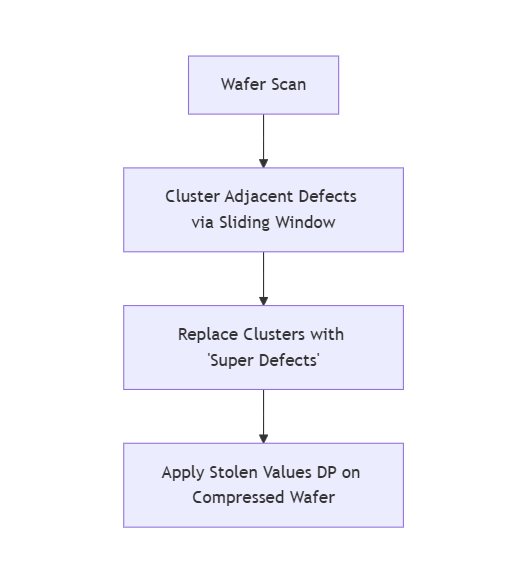 Wafer Scan
Cluster Adjacent Defects
via Sliding Window
Replace Clusters with
'Super Defects'
Apply Stolen Values DP on
Compressed Wafer